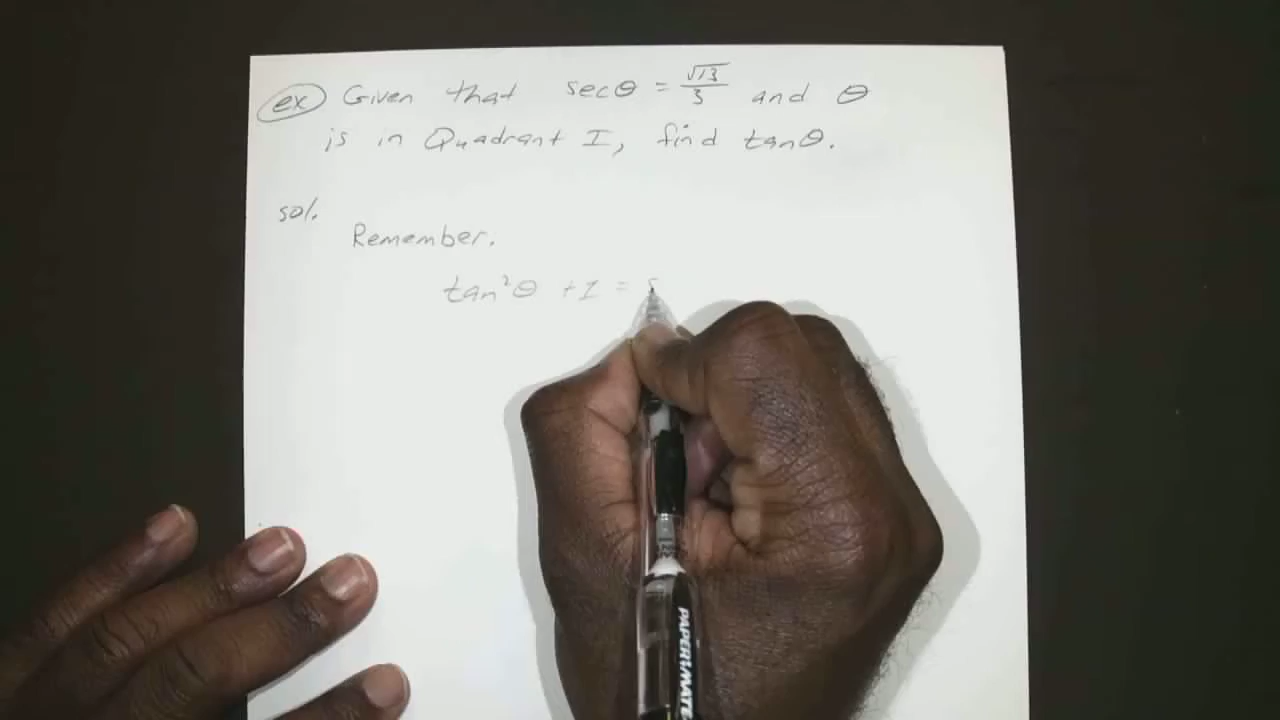 ex Given that secθ = √13/3 and θ
is in Quadrant I, find tanθ.
sol.
Remember.
tan²θ + 1 = s
PAPERMATE